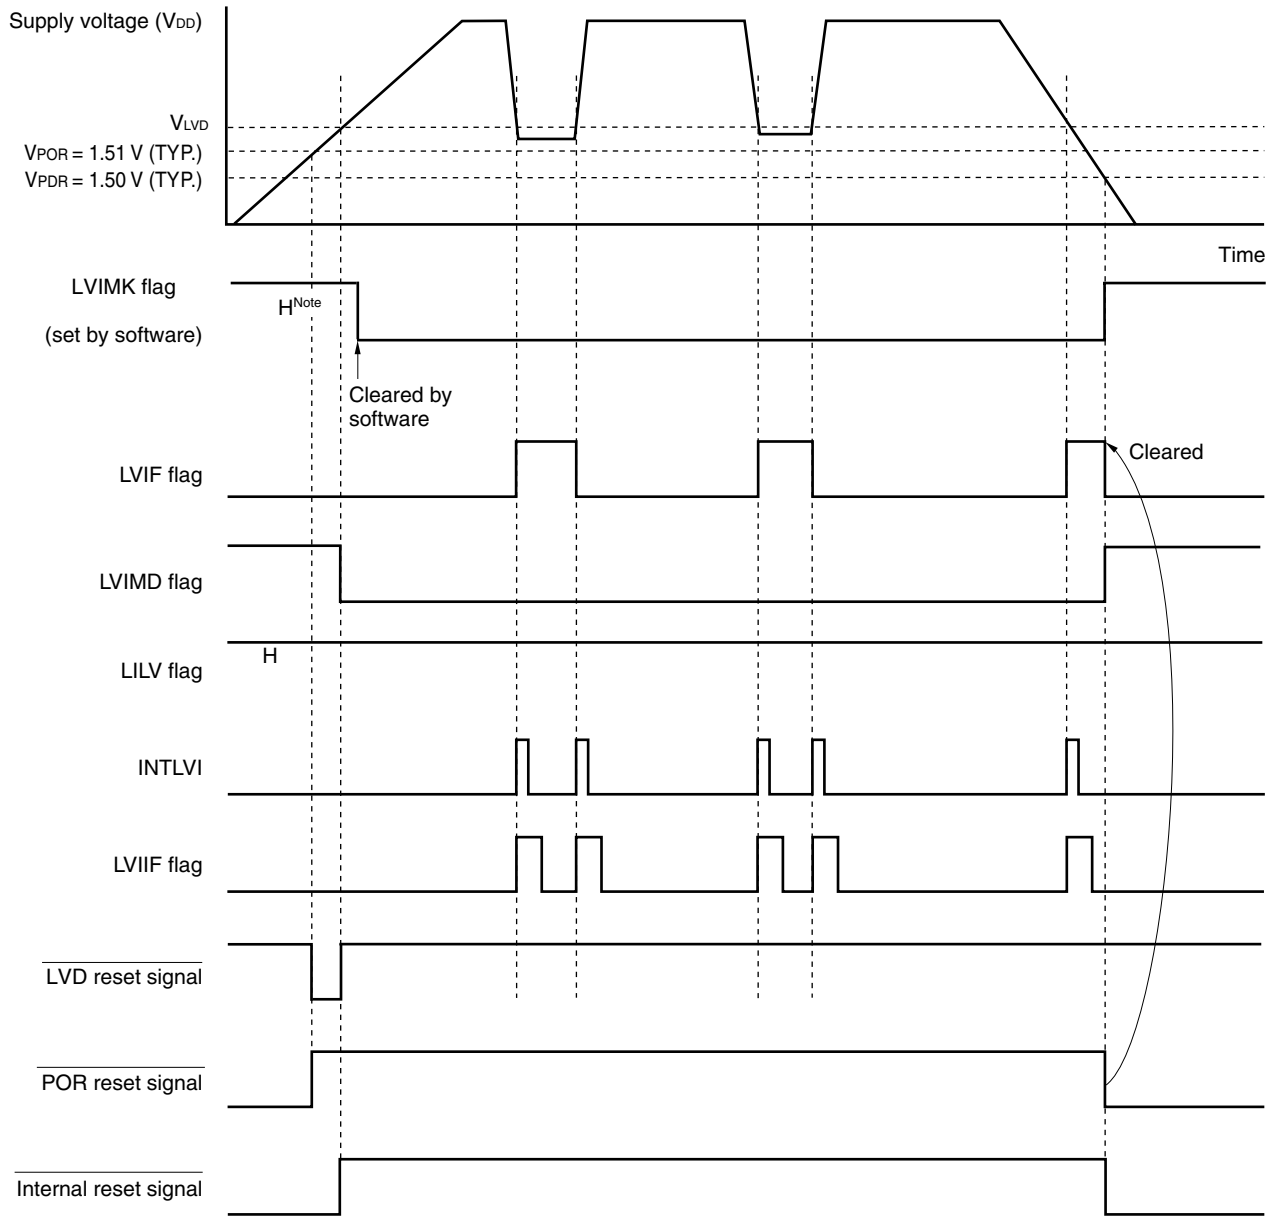 Supply voltage (VDD)
VLVD
VPOR = 1.51 V (TYP.)
VPDR = 1.50 V (TYP.)
Time
LVIMK flag
HNote
(set by software)
Cleared by
software
Cleared
LVIF flag
LVIMD flag
H
LILV flag
INTLVI
LVIIF flag
LVD reset signal
POR reset signal
Internal reset signal